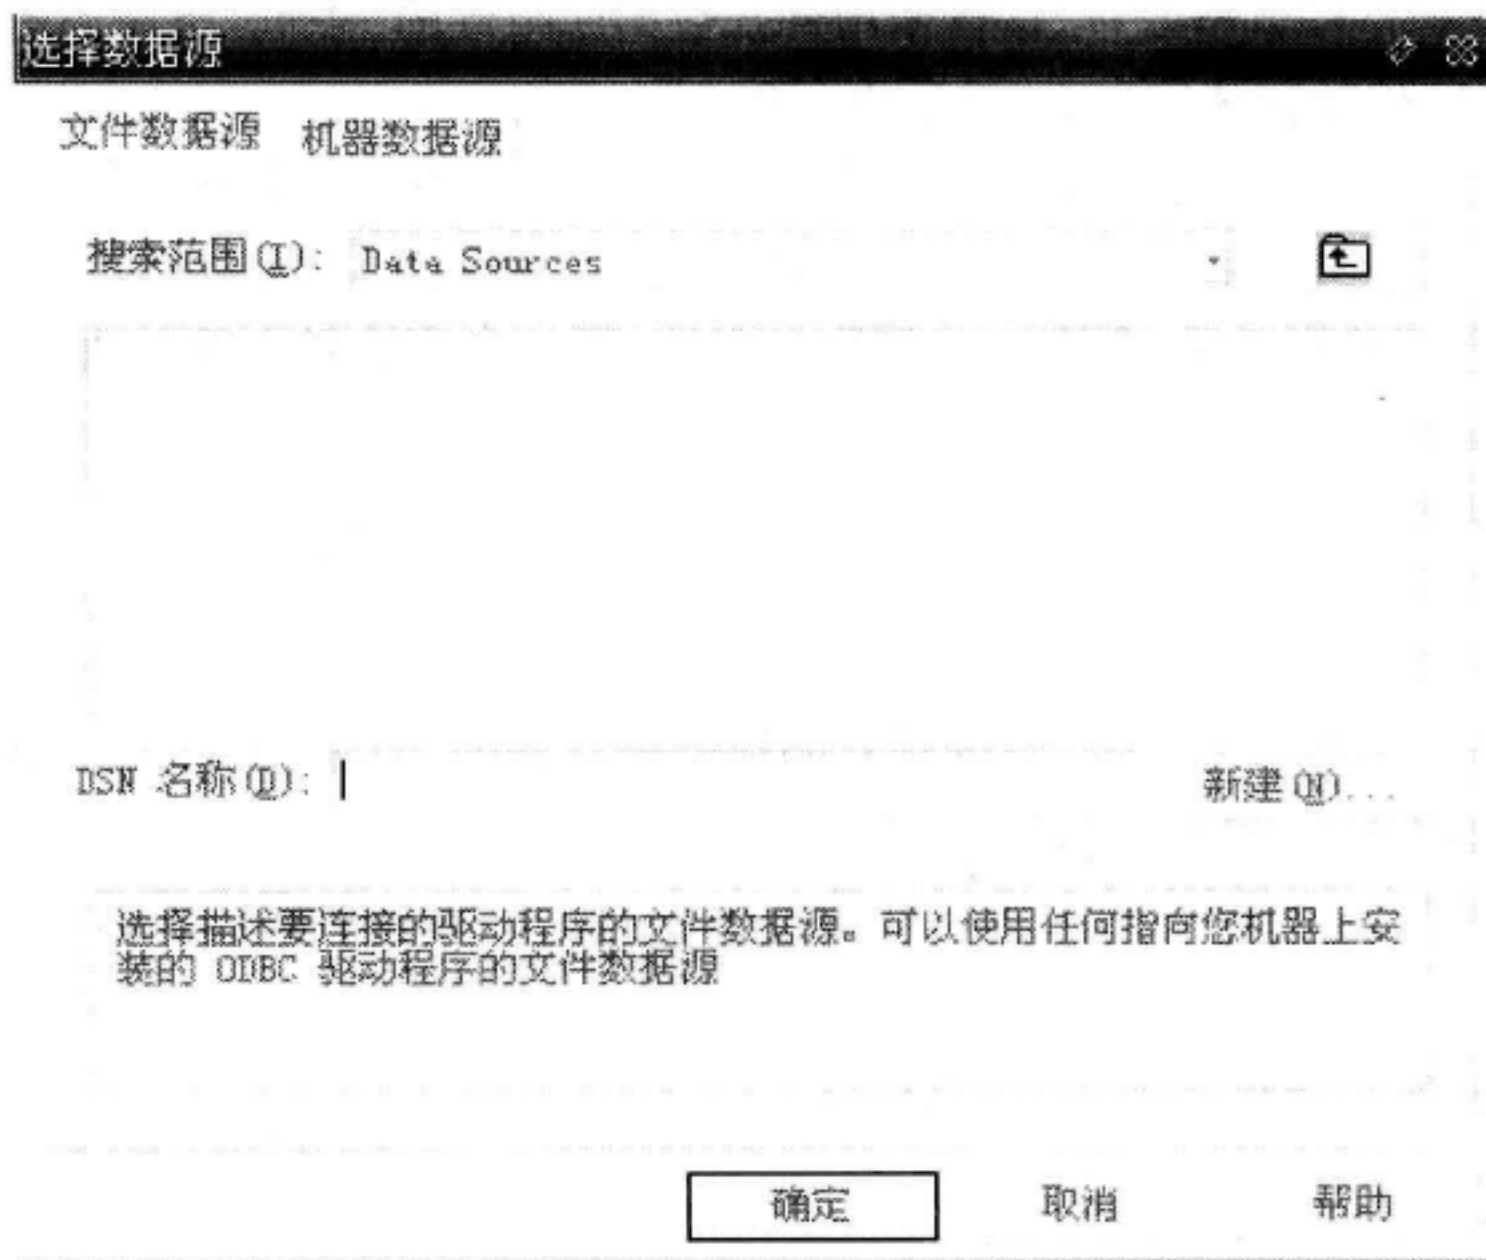 选择数据源
文件数据源 机器数据源
搜索范围(I): Data Sources
DSN 名称(D):
新建(N)...
选择描述要连接的驱动程序的文件数据源。可以使用任何指向您机器上安
装的 ODBC 驱动程序的文件数据源
确定 取消 帮助